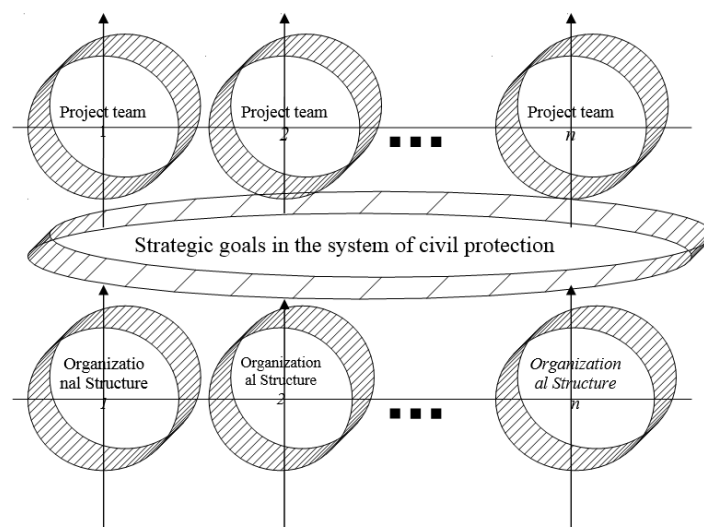 Project team
1
Project team
2
Project team
n
Strategic goals in the system of civil protection
Organizatio
nal Structure
1
Organization
al Structure
2
Organization
al Structure
n